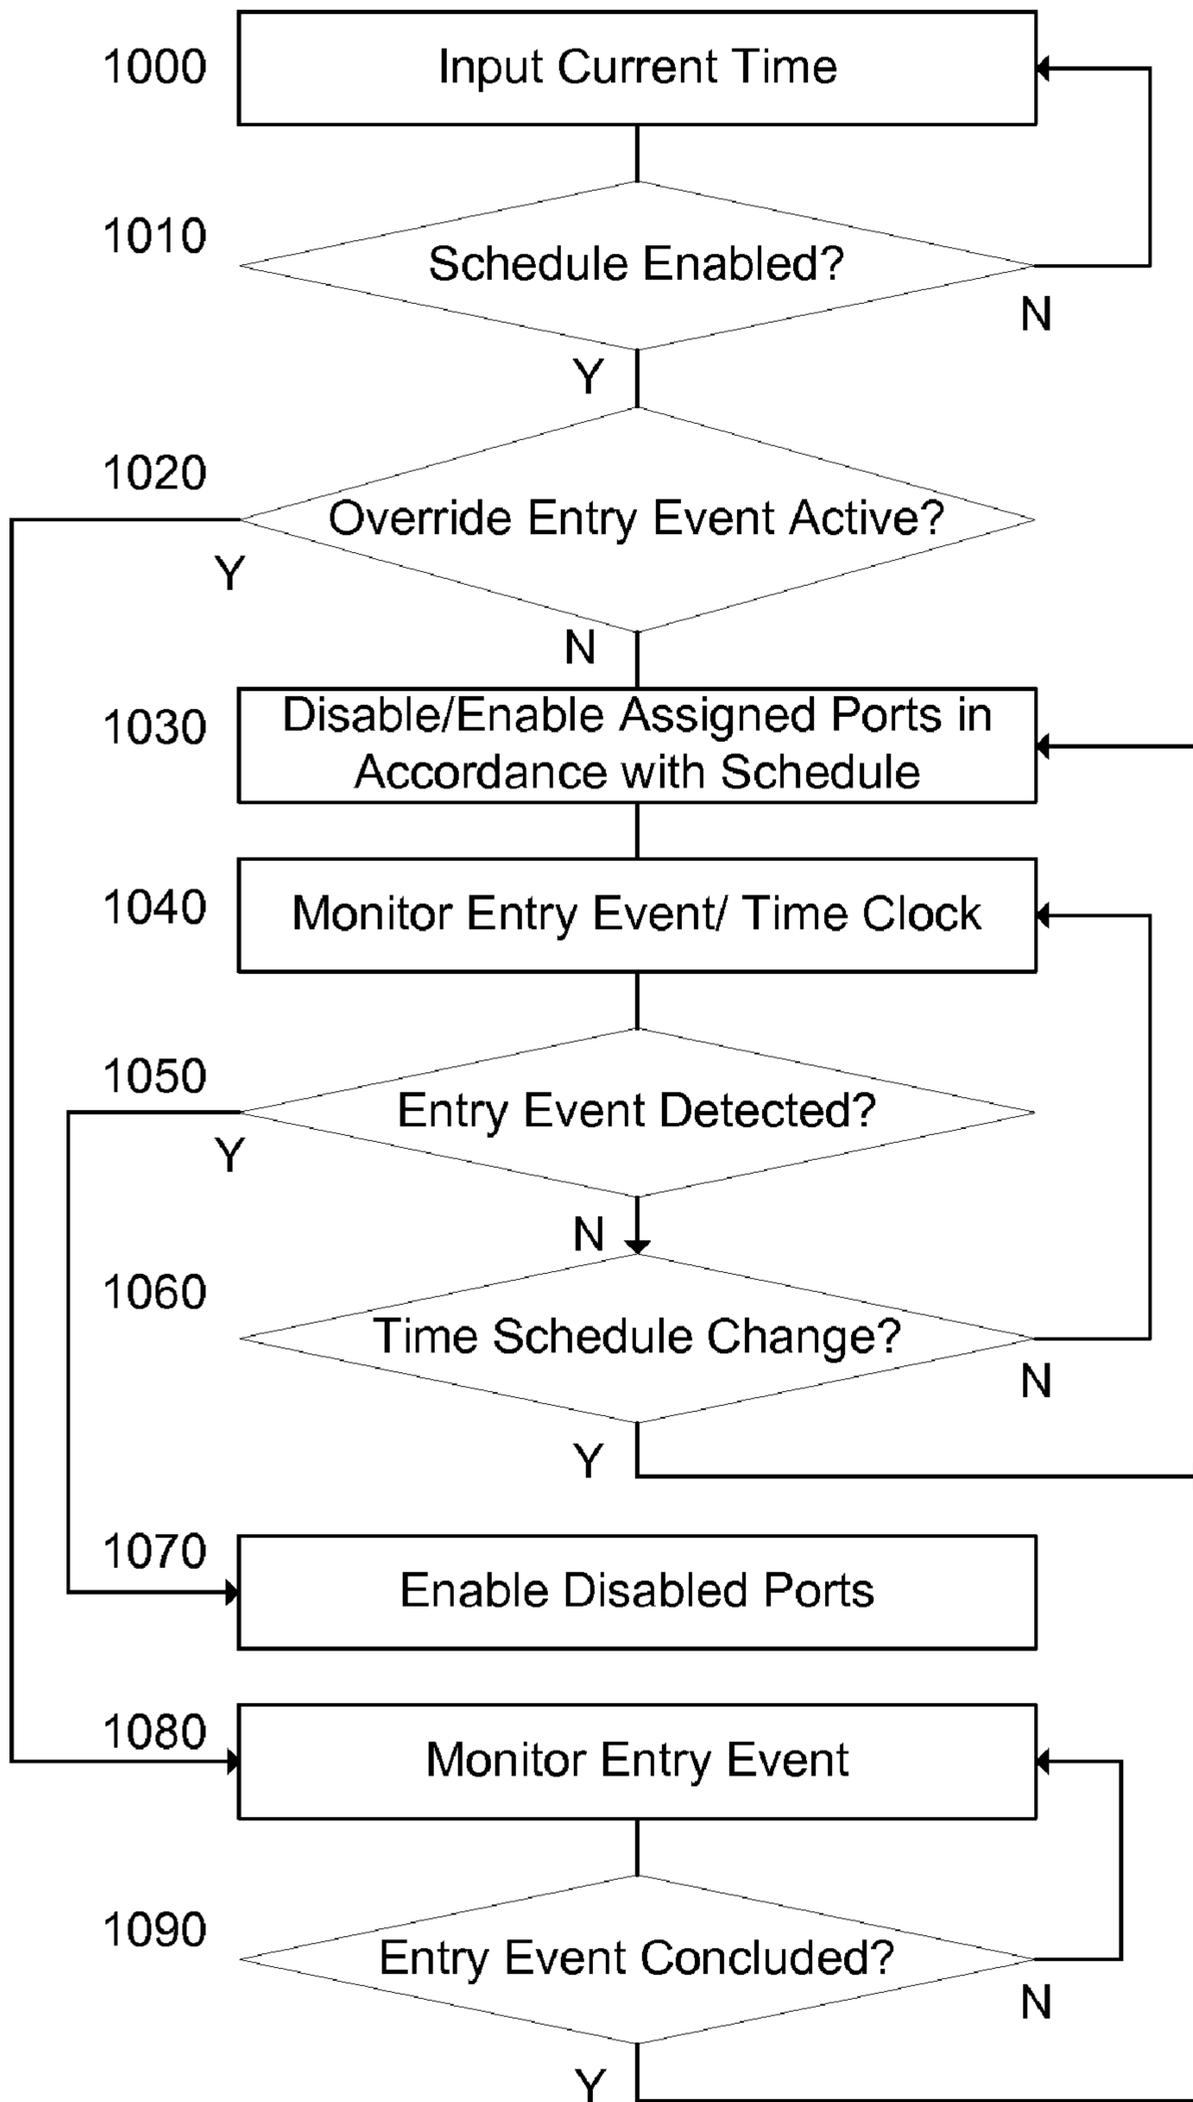 1000
Input Current Time
1010
Schedule Enabled?
N
Y
1020
Override Entry Event Active?
Y
N
1030
Disable/Enable Assigned Ports in
Accordance with Schedule
1040
Monitor Entry Event/ Time Clock
1050
Entry Event Detected?
Y
N
1060
Time Schedule Change?
N
Y
1070
Enable Disabled Ports
1080
Monitor Entry Event
1090
Entry Event Concluded?
N
Y